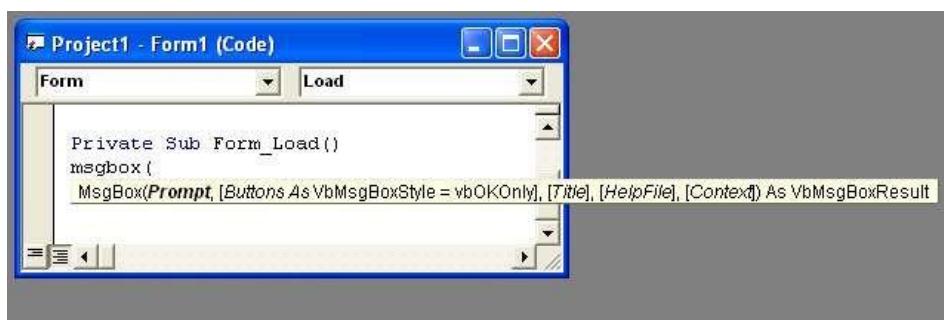 Project1 - Form1 (Code)
Form Load
Private Sub Form_Load()
msgbox(
MsgBox(Prompt, [Buttons As VbMsgBoxStyle = vbOKOnly], [Title], [HelpFile], [Context]) As VbMsgBoxResult